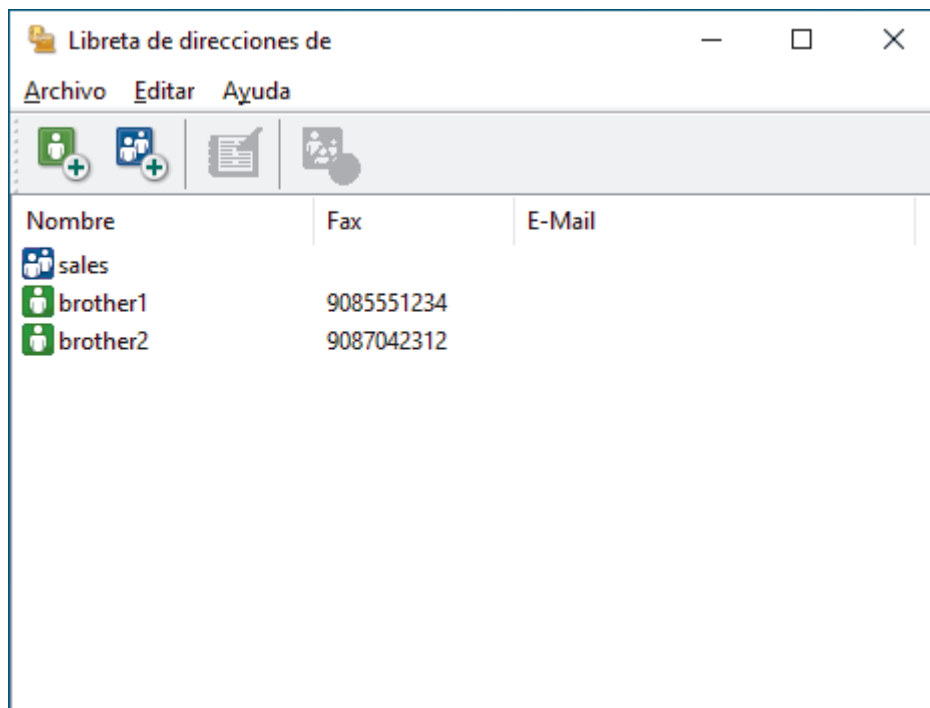 Libreta de direcciones de
Archivo Editar Ayuda
Nombre Fax E-Mail
sales
brother1 9085551234
brother2 9087042312